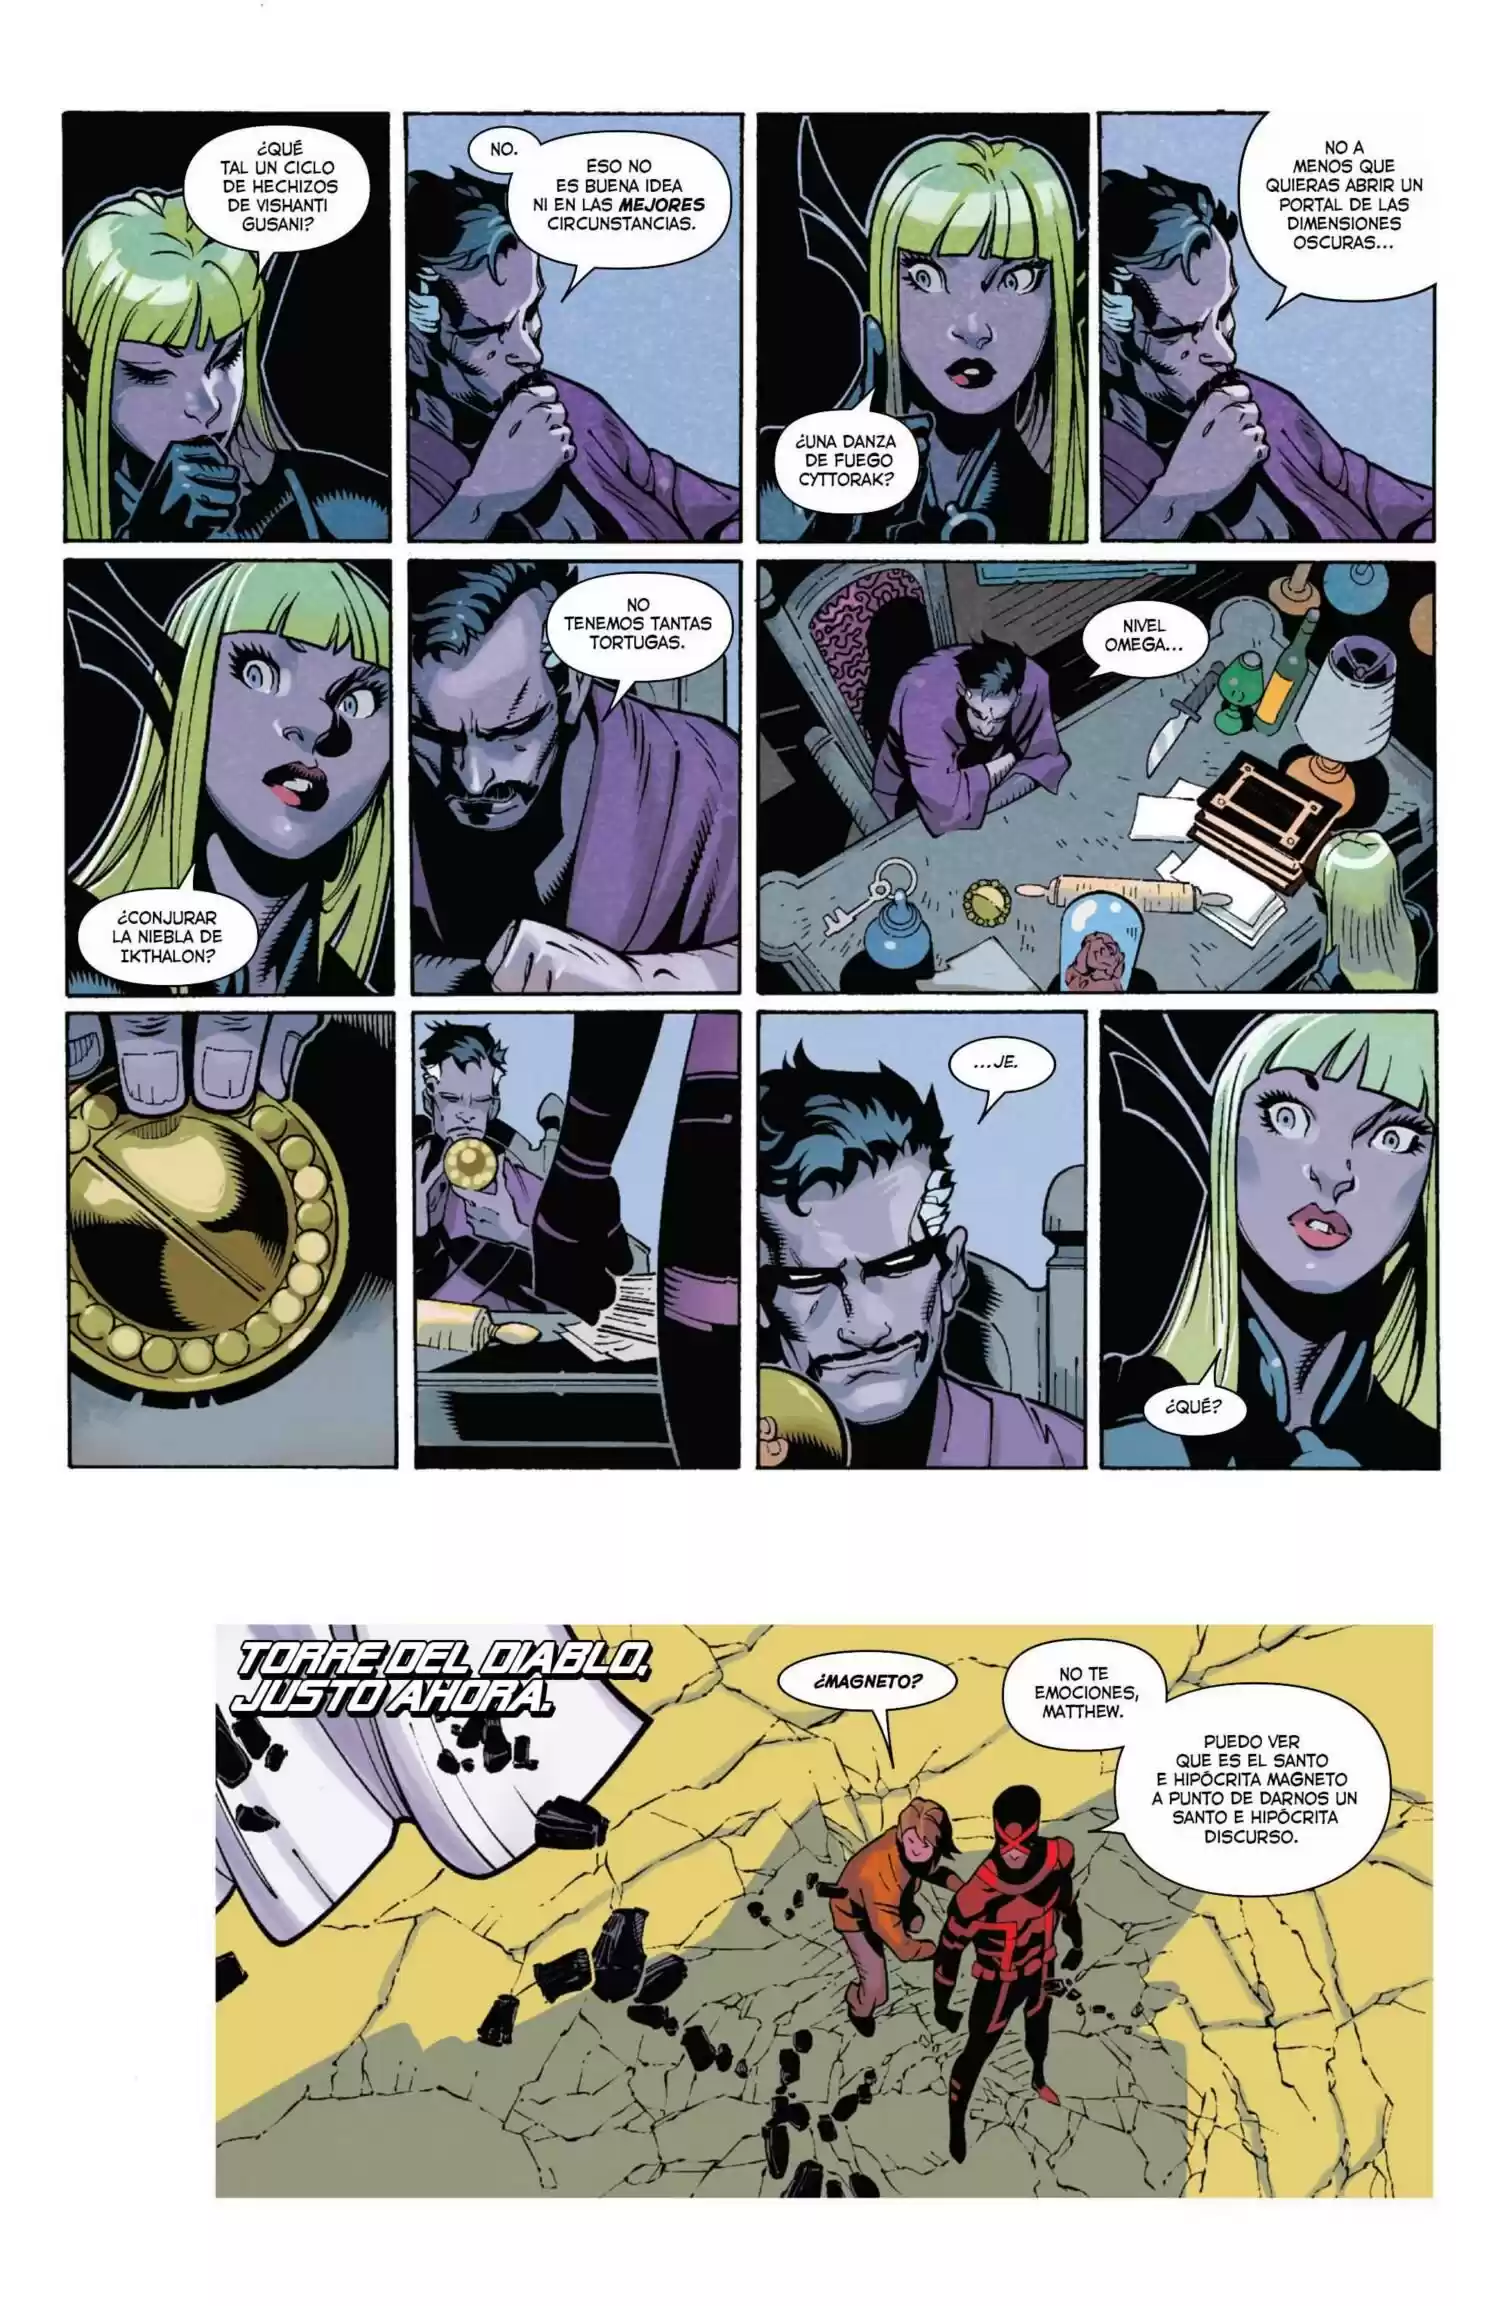 ¿QUÉ
TAL UN CICLO
DE HECHIZOS
DE VISHANTI
GUSANI?
NO.
ESO NO
ES BUENA IDEA
NI EN LAS MEJORES
CIRCUNSTANCIAS.
¿UNA DANZA
DE FUEGO
CYTTORAK?
NO A
MENOS QUE
QUIERAS ABRIR UN
PORTAL DE LAS
DIMENSIONES
OSCURAS...
¿CONJURAR
LA NIEBLA DE
IKTHALON?
NO
TENEMOS TANTAS
TORTUGAS.
NIVEL
OMEGA...
...JE.
¿QUÉ?
TORRE DEL DIABLO,
JUSTO AHORA.
¿MAGNETO?
NO TE
EMOCIONES,
MATTHEW.
PUEDO VER
QUE ES EL SANTO
E HIPÓCRITA MAGNETO
A PUNTO DE DARNOS UN
SANTO E HIPÓCRITA
DISCURSO.